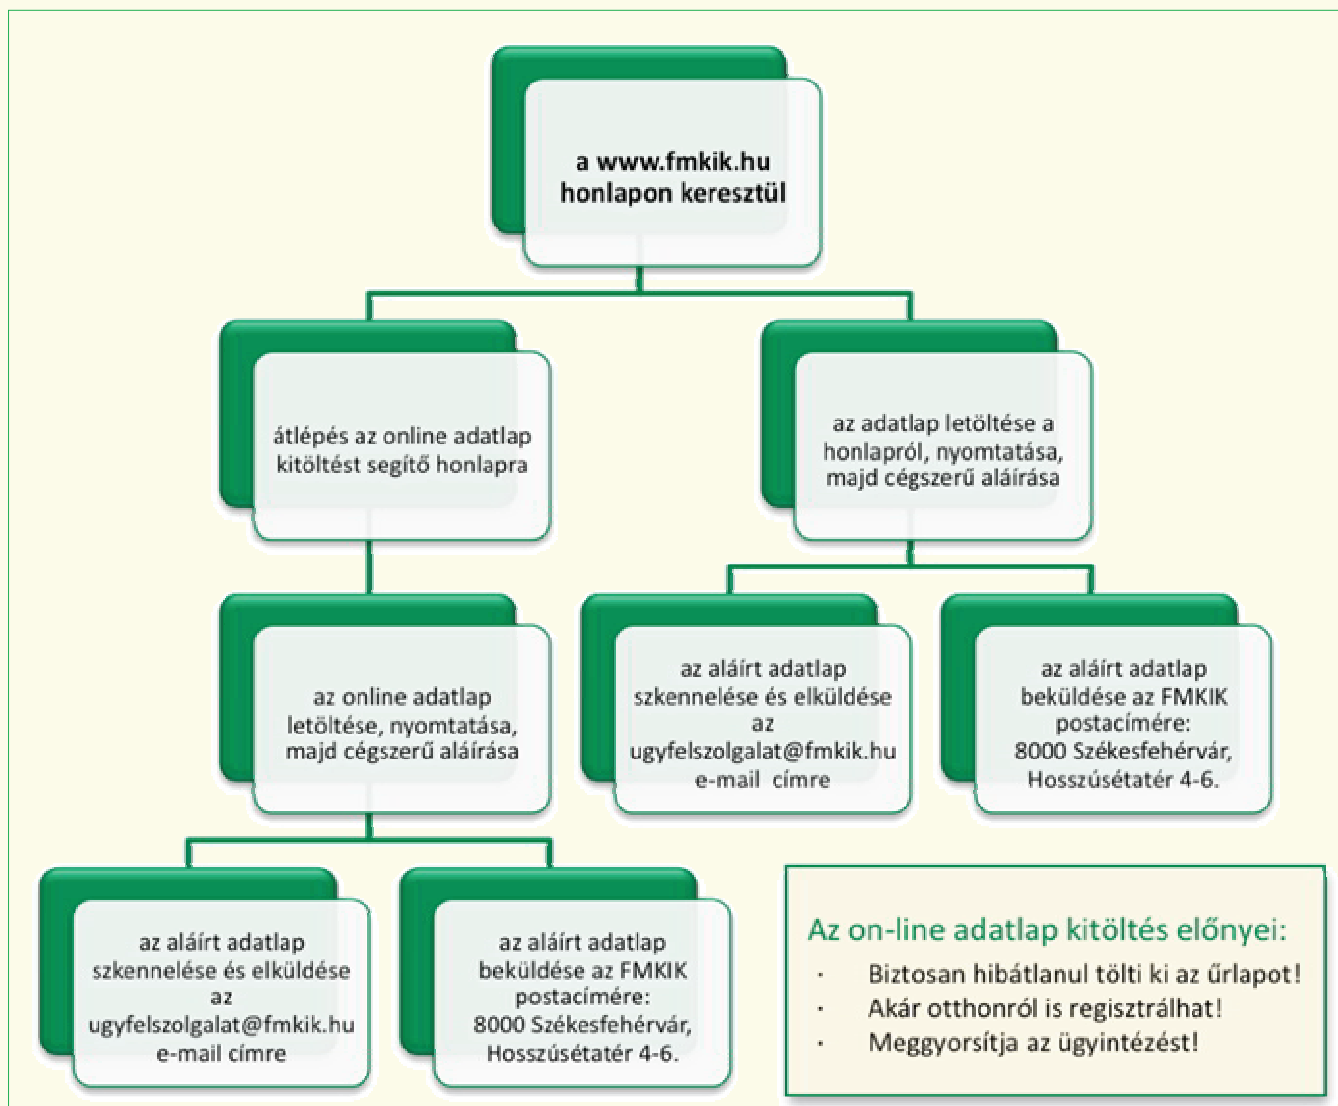 a www.fmkik.hu
honlapon keresztül
átlépés az online adatlap
kitöltést segítő honlapra
az adatlap letöltése a
honlapról, nyomtatása,
majd cégszerű aláírása
az online adatlap
letöltése, nyomtatása,
majd cégszerű aláírása
az aláírt adatlap
szkennelése és elküldése
az
ugyfelszolgalat@fmkik.hu
e-mail címre
az aláírt adatlap
beküldése az FMKIK
postacímére:
8000 Székesfehérvár,
Hosszúsétatér 4-6.
az aláírt adatlap
szkennelése és elküldése
az
ugyfelszolgalat@fmkik.hu
e-mail címre
az aláírt adatlap
beküldése az FMKIK
postacímére:
8000 Székesfehérvár,
Hosszúsétatér 4-6.
Az on-line adatlap kitöltés előnyei:
· Biztosan hibátlanul tölti ki az űrlapot!
· Akár otthonról is regisztrálhat!
· Meggyorsítja az ügyintézést!